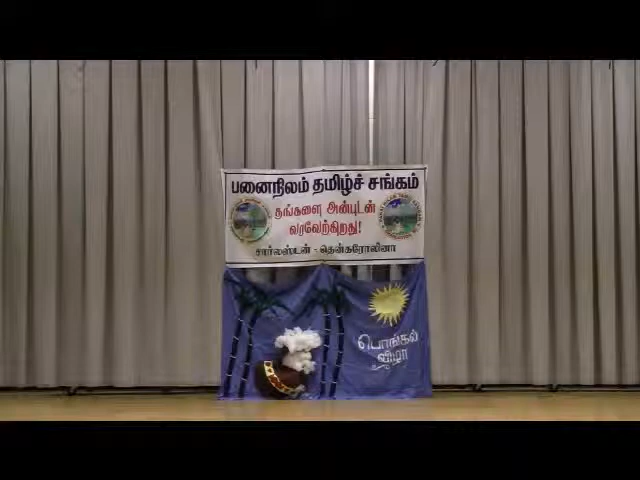 பனைநிலம் தமிழ்ச் சங்கம்
தங்களை அன்புடன்
வரவேற்கிறது!
சார்லஸ்டன் - தென்கரோலினா
பொங்கல்
விழா